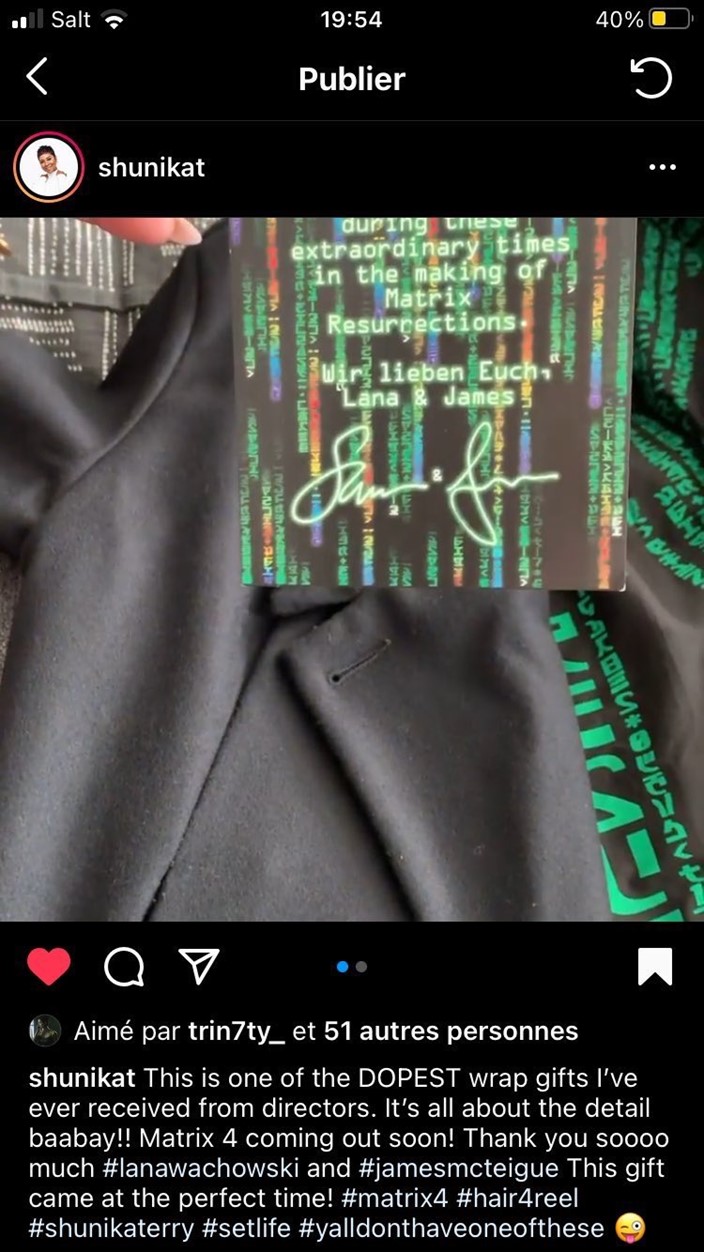 Salt 19:54 40%
Publier
shunikat
during these
extraordinary times
in the making of
Matrix
Resurrections.
Wir lieben Euch,
Lana & James
&
Aimé par trin7ty_ et 51 autres personnes
shunikat This is one of the DOPEST wrap gifts I’ve
ever received from directors. It’s all about the detail
baabay!! Matrix 4 coming out soon! Thank you soooo
much #lanawachowski and #jamesmcteigue This gift
came at the perfect time! #matrix4 #hair4reel
#shunikaterry #setlife #yalldonthaveoneofthese 😜